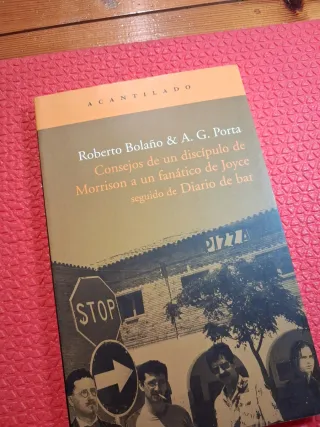 ACANTILADO
Roberto Bolaño & A. G. Porta
Consejos de un discípulo de
Morrison a un fanático de Joyce
seguido de Diario de bar
PIZZA
STOP